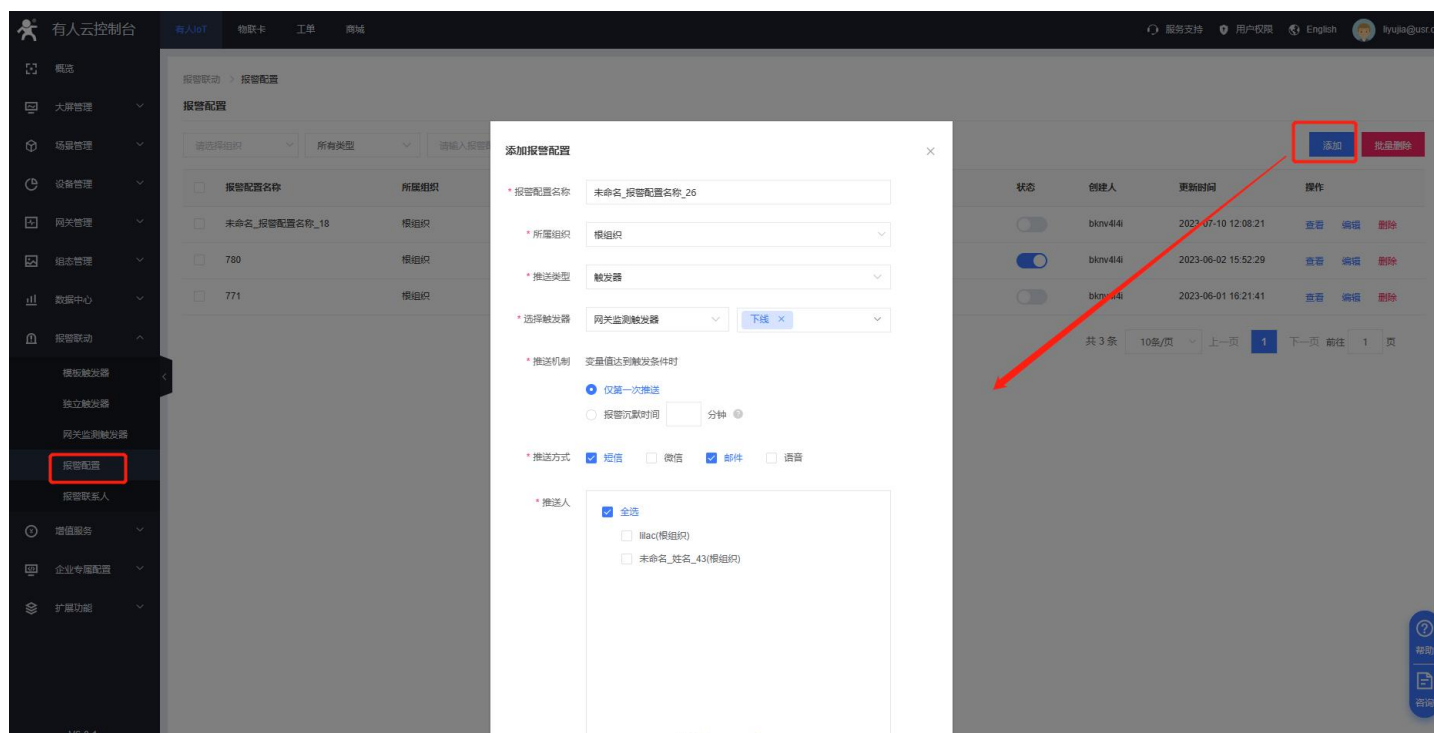 有人云控制台 有人IoT 物联卡 工单 商城 服务支持 用户权限 English liyujia@usr.c
概览
大屏管理
场景管理
设备管理
网关管理
组态管理
数据中心
报警联动
模板触发器
独立触发器
网关监测触发器
报警配置
报警联系人
增值服务
企业专属配置
扩展功能
报警联动 > 报警配置
报警配置
请选择组织 所有类型 请输入报警 添加 批量删除
报警配置名称 所属组织 状态 创建人 更新时间 操作
未命名_报警配置名称_18 根组织 bknv4l4i 2023-07-10 12:08:21 查看 编辑 删除
780 根组织 bknv4l4i 2023-06-02 15:52:29 查看 编辑 删除
771 根组织 bknv4l4i 2023-06-01 16:21:41 查看 编辑 删除
共 3 条 10条/页 上一页 1 下一页 前往 1 页
添加报警配置
* 报警配置名称 未命名_报警配置名称_26
* 所属组织 根组织
* 推送类型 触发器
* 选择触发器 网关监测触发器 下线 ×
* 推送机制 变量值达到触发条件时
仅第一次推送
报警沉默时间 分钟
* 推送方式 短信 微信 邮件 语音
* 推送人
全选
lilac(根组织)
未命名_姓名_43(根组织)
帮助
咨询